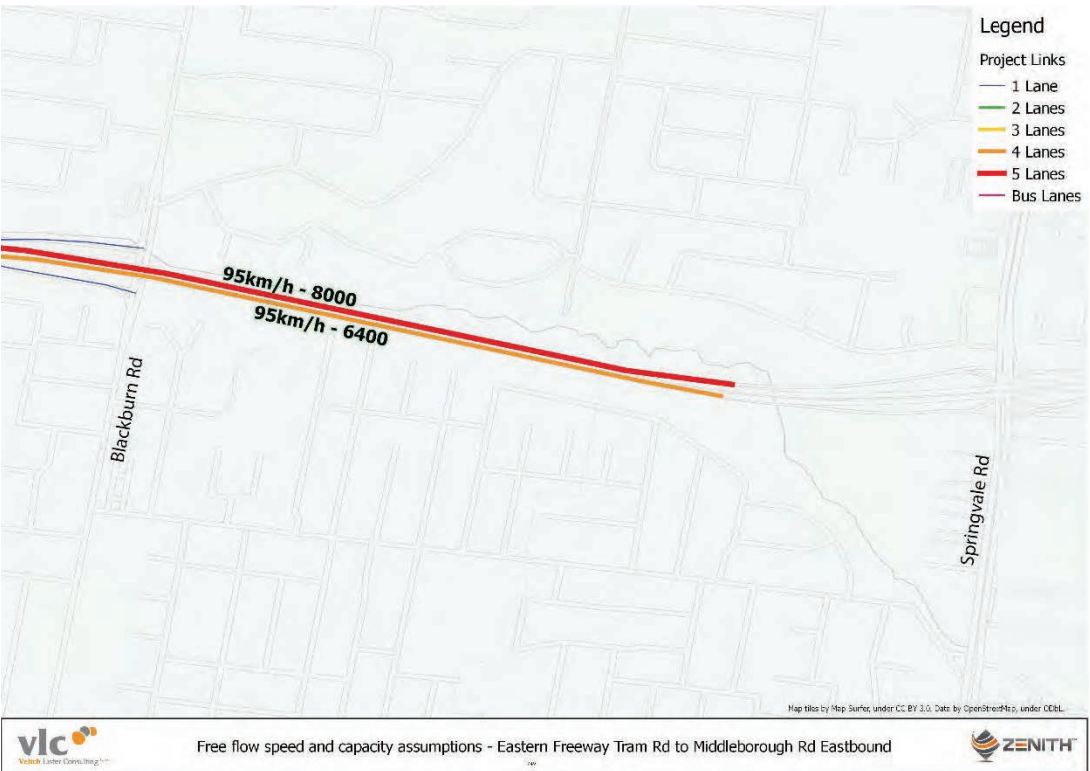 Legend
Project Links
1 Lane
2 Lanes
3 Lanes
4 Lanes
5 Lanes
Bus Lanes
95km/h - 8000
95km/h - 6400
Blackburn Rd
Springvale Rd
Map tiles by Map Surfer, under CC BY 3.0. Data by OpenStreetMap, under ODbL.
vlc
Veitch Lister Consulting
Free flow speed and capacity assumptions - Eastern Freeway Tram Rd to Middleborough Rd Eastbound
ZENITH